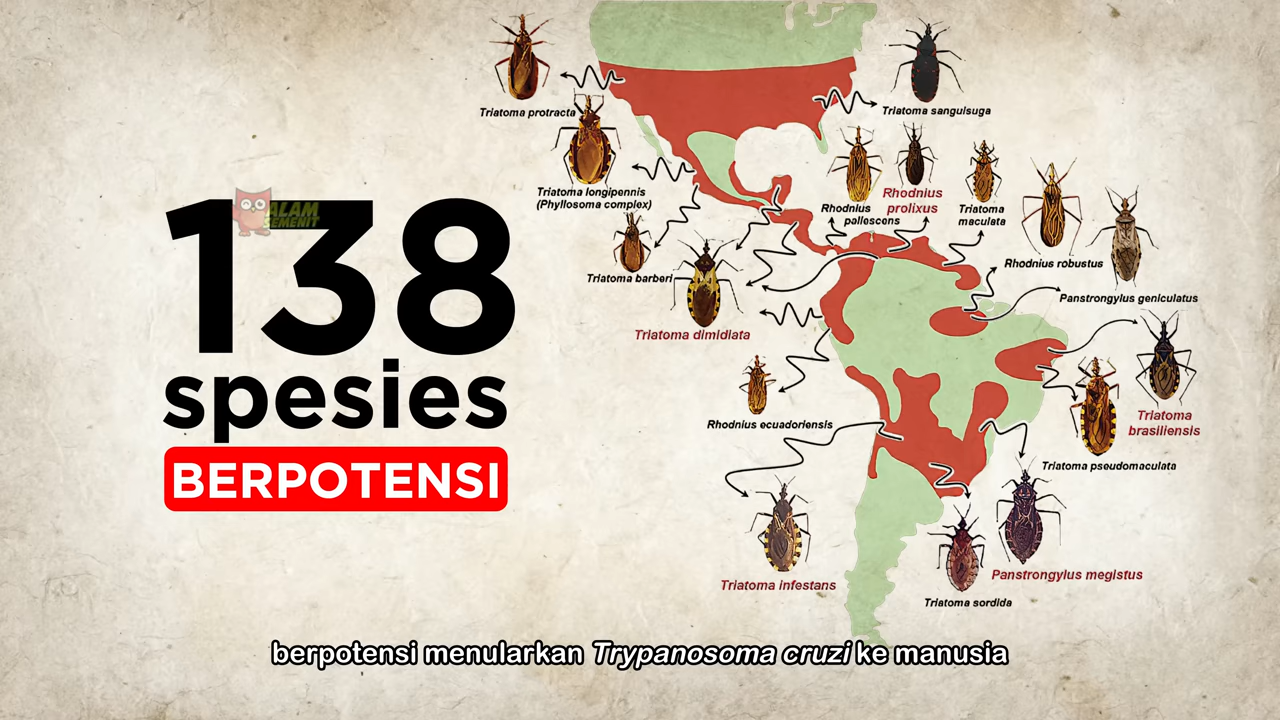 138
spesies
BERPOTENSI
ALAM
SEMENIT
Triatoma protracta
Triatoma sanguisuga
Triatoma longipennis
(Phyllosoma complex)
Rhodnius
pallescens
Rhodnius
prolixus
Triatoma
maculata
Rhodnius robustus
Panstrongylus geniculatus
Triatoma barberi
Triatoma dimidiata
Rhodnius ecuadoriensis
Triatoma
brasiliensis
Triatoma pseudomaculata
Triatoma infestans
Panstrongylus megistus
Triatoma sordida
berpotensi menularkan Trypanosoma cruzi ke manusia